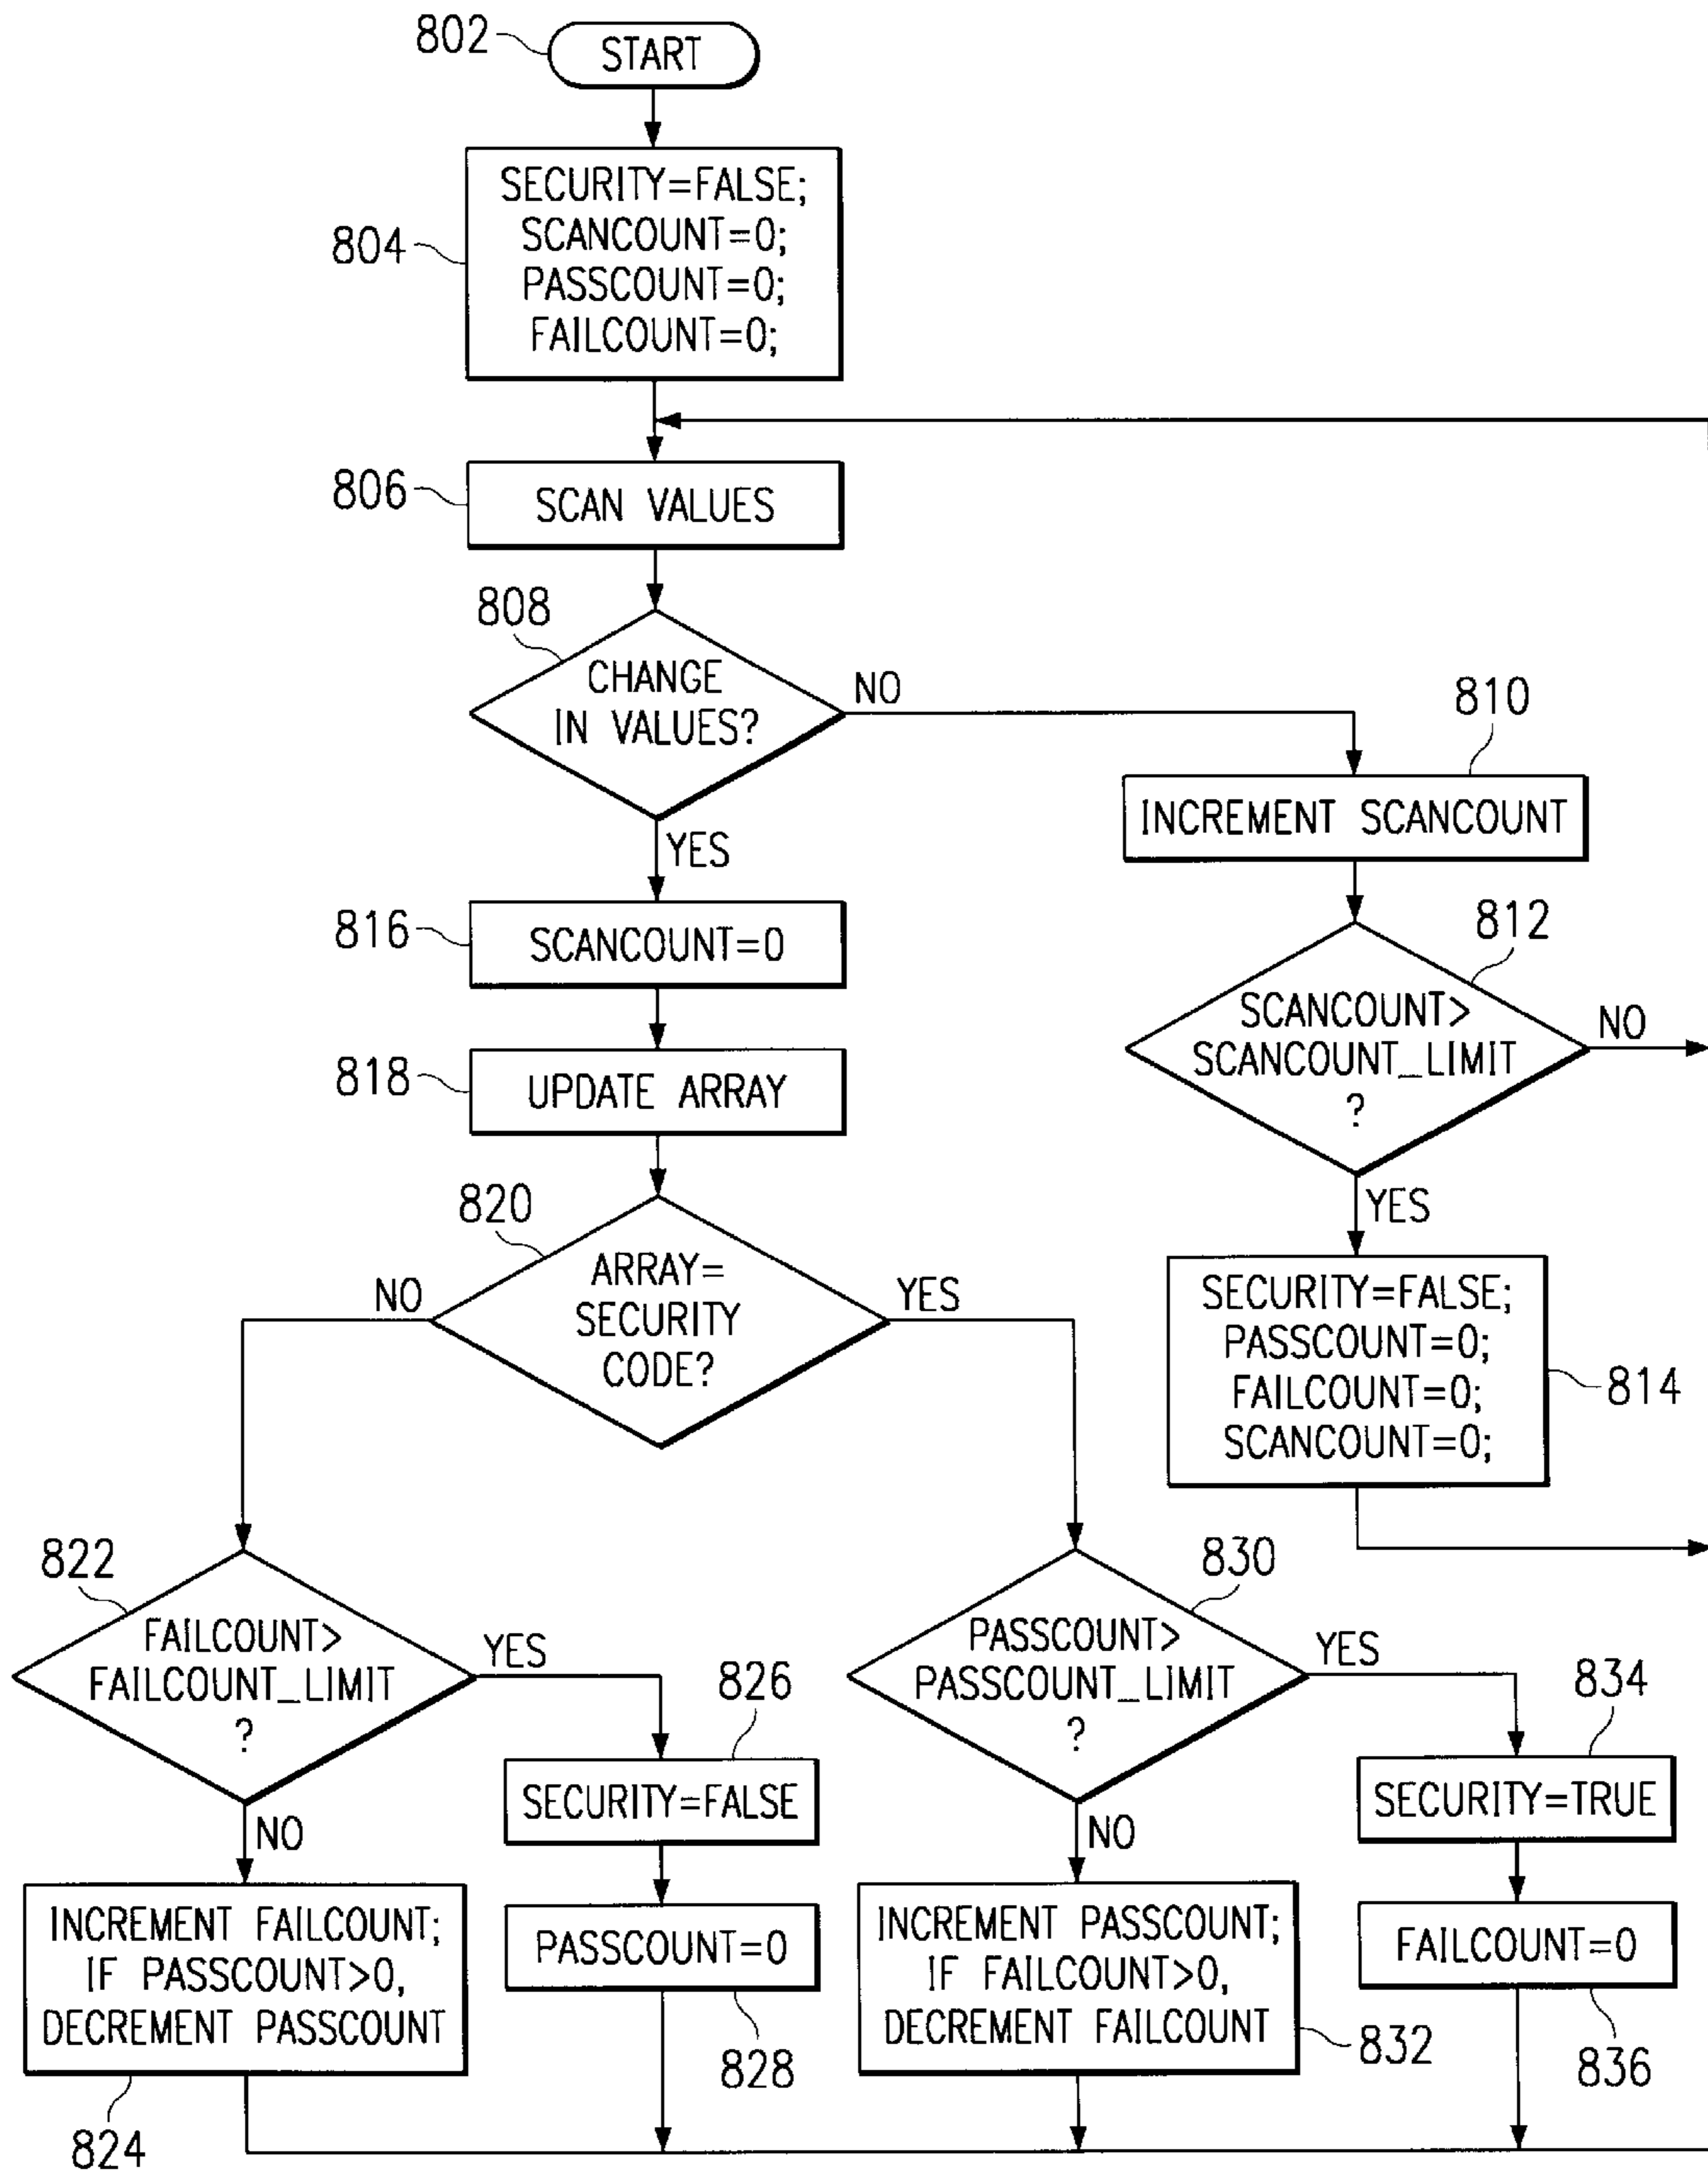 802
START
804
SECURITY=FALSE;
SCANCOUNT=0;
PASSCOUNT=0;
FAILCOUNT=0;
806
SCAN VALUES
808
CHANGE
IN VALUES?
NO
YES
810
INCREMENT SCANCOUNT
812
SCANCOUNT>
SCANCOUNT_LIMIT
?
NO
YES
814
SECURITY=FALSE;
PASSCOUNT=0;
FAILCOUNT=0;
SCANCOUNT=0;
816
SCANCOUNT=0
818
UPDATE ARRAY
820
ARRAY=
SECURITY
CODE?
NO
YES
822
FAILCOUNT>
FAILCOUNT_LIMIT
?
YES
NO
826
SECURITY=FALSE
PASSCOUNT=0
828
INCREMENT FAILCOUNT;
IF PASSCOUNT>0,
DECREMENT PASSCOUNT
824
830
PASSCOUNT>
PASSCOUNT_LIMIT
?
YES
NO
834
SECURITY=TRUE
FAILCOUNT=0
836
INCREMENT PASSCOUNT;
IF FAILCOUNT>0,
DECREMENT FAILCOUNT
832